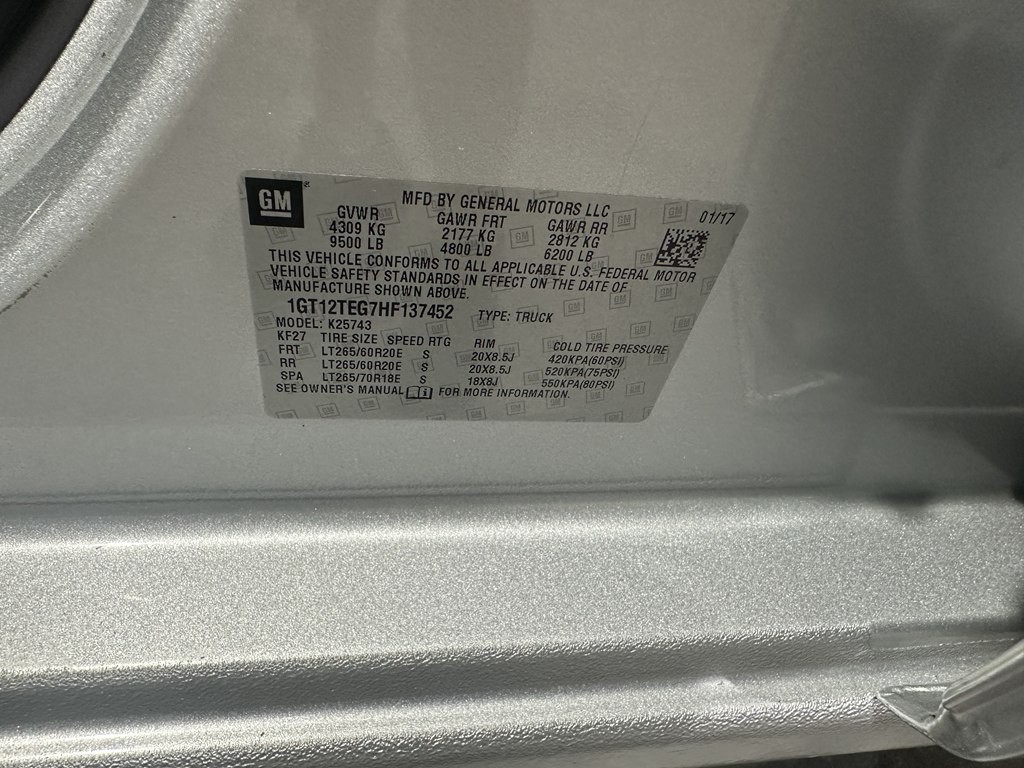 GM®
MFD BY GENERAL MOTORS LLC
01/17
GVWR GAWR FRT GAWR RR
4309 KG 2177 KG 2812 KG
9500 LB 4800 LB 6200 LB
THIS VEHICLE CONFORMS TO ALL APPLICABLE U.S. FEDERAL MOTOR
VEHICLE SAFETY STANDARDS IN EFFECT ON THE DATE OF
MANUFACTURE SHOWN ABOVE.
1GT12TEG7HF137452 TYPE: TRUCK
MODEL: K25743
KF27 TIRE SIZE SPEED RTG RIM COLD TIRE PRESSURE
FRT LT265/60R20E S 20X8.5J 420KPA(60PSI)
RR LT265/60R20E S 20X8.5J 520KPA(75PSI)
SPA LT265/70R18E S 18X8J 550KPA(80PSI)
SEE OWNER'S MANUAL FOR MORE INFORMATION.